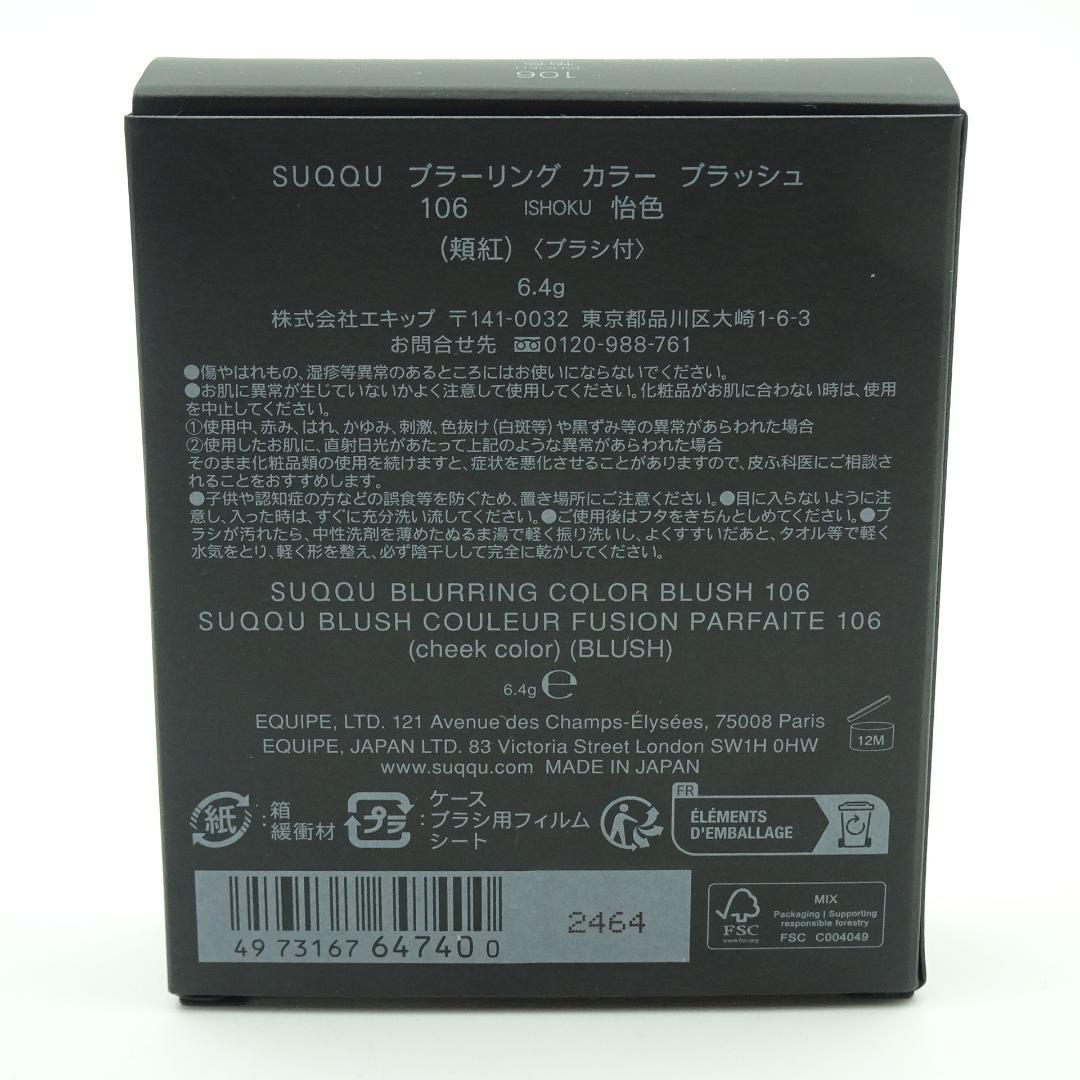 106
ISHOKU
SUQQU ブラーリング カラー ブラッシュ
106 ISHOKU 怡色
(頬紅)〈ブラシ付〉
6.4g
株式会社エキップ 〒141-0032 東京都品川区大崎1-6-3
お問合せ先 0120-988-761
●傷やはれもの、湿疹等異常のあるところにはお使いにならないでください。
●お肌に異常が生じていないかよく注意して使用してください。化粧品がお肌に合わない時は、使用
を中止してください。
①使用中、赤み、はれ、かゆみ、刺激、色抜け(白斑等)や黒ずみ等の異常があらわれた場合
②使用したお肌に、直射日光があたって上記のような異常があらわれた場合
そのまま化粧品類の使用を続けますと、症状を悪化させることがありますので、皮ふ科医にご相談さ
れることをおすすめします。
●子供や認知症の方などの誤食等を防ぐため、置き場所にご注意ください。●目に入らないように注
意し、入った時は、すぐに充分洗い流してください。●ご使用後はフタをきちんとしめてください。●ブ
ラシが汚れたら、中性洗剤を薄めたぬるま湯で軽く振り洗いし、よくすすいだあと、タオル等で軽く
水気をとり、軽く形を整え、必ず陰干しして完全に乾かしてください。
SUQQU BLURRING COLOR BLUSH 106
SUQQU BLUSH COULEUR FUSION PARFAITE 106
(cheek color) (BLUSH)
6.4g ℮
EQUIPE, LTD. 121 Avenue des Champs-Élysées, 75008 Paris
EQUIPE, JAPAN LTD. 83 Victoria Street London SW1H 0HW
www.suqqu.com MADE IN JAPAN
12M
紙:箱
緩衝材
プラ:ケース
ブラシ用フィルム
シート
FR
ÉLÉMENTS
D'EMBALLAGE
4973167647400
2464
FSC
www.fsc.org
MIX
Packaging | Supporting
responsible forestry
FSC C004049